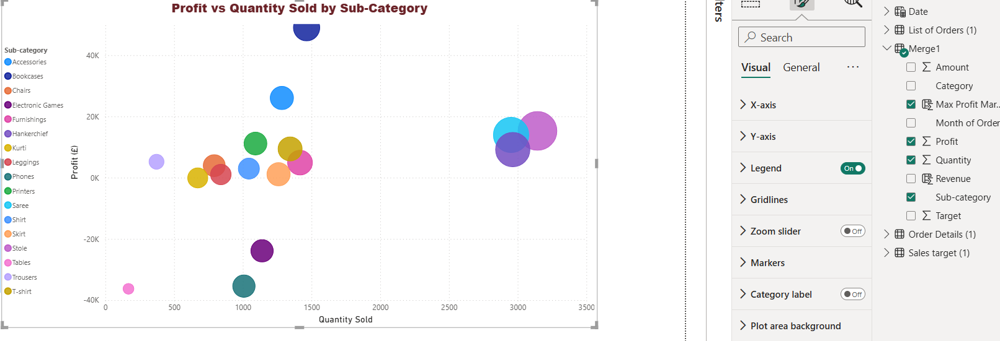 Profit vs Quantity Sold by Sub-Category
Sub-category
Accessories
Bookcases
Chairs
Electronic Games
Furnishings
Hankerchief
Kurti
Leggings
Phones
Printers
Saree
Shirt
Skirt
Stole
Tables
Trousers
T-shirt
Profit (£)
40K
20K
0K
-20K
-40K
0 500 1000 1500 2000 2500 3000 3500
Quantity Sold
Search
Visual General ...
X-axis
Y-axis
Legend On
Gridlines
Zoom slider Off
Markers
Category label Off
Plot area background
Date
List of Orders (1)
Merge1
Amount
Category
Max Profit Mar...
Month of Order
Profit
Quantity
Revenue
Sub-category
Target
Order Details (1)
Sales target (1)